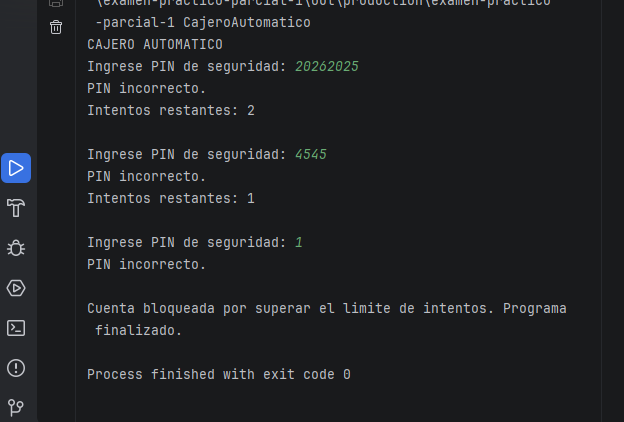 \examen-practico-parcial-1\out\production\examen-practico
-parcial-1 CajeroAutomatico
CAJERO AUTOMATICO
Ingrese PIN de seguridad: 20262025
PIN incorrecto.
Intentos restantes: 2
Ingrese PIN de seguridad: 4545
PIN incorrecto.
Intentos restantes: 1
Ingrese PIN de seguridad: 1
PIN incorrecto.
Cuenta bloqueada por superar el limite de intentos. Programa
finalizado.
Process finished with exit code 0